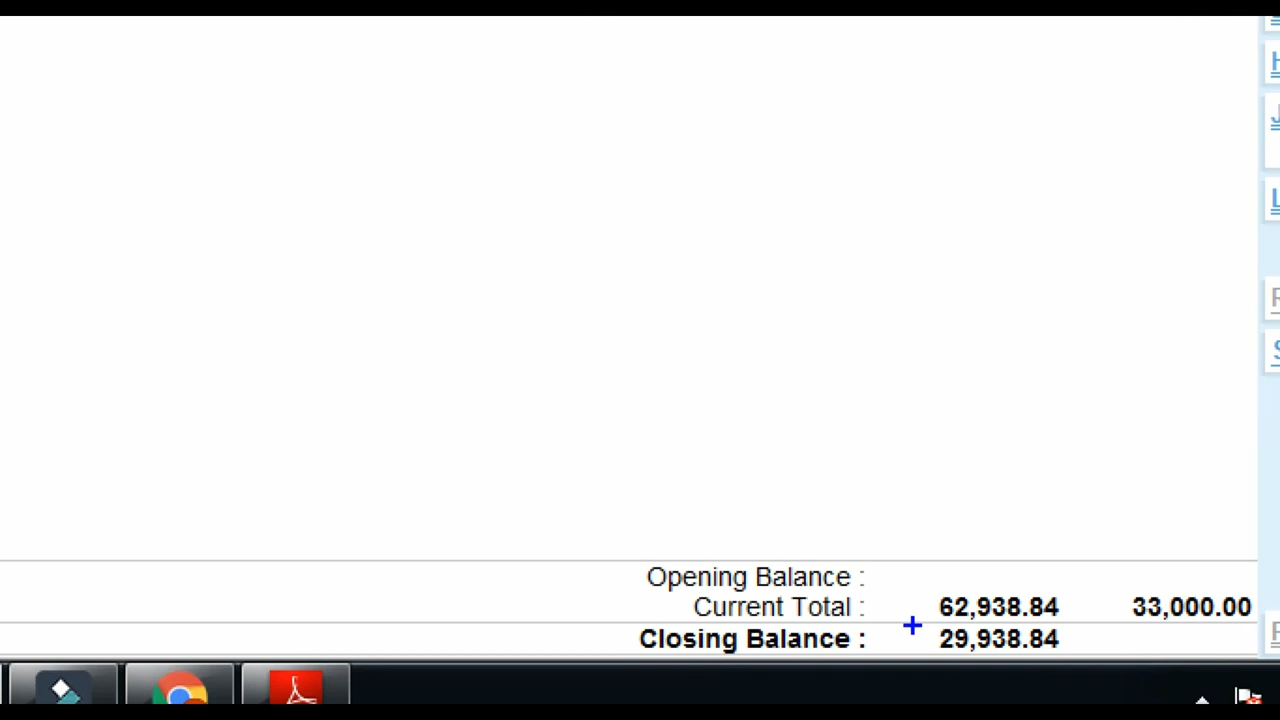 Opening Balance :
Current Total : 62,938.84 33,000.00
Closing Balance : 29,938.84